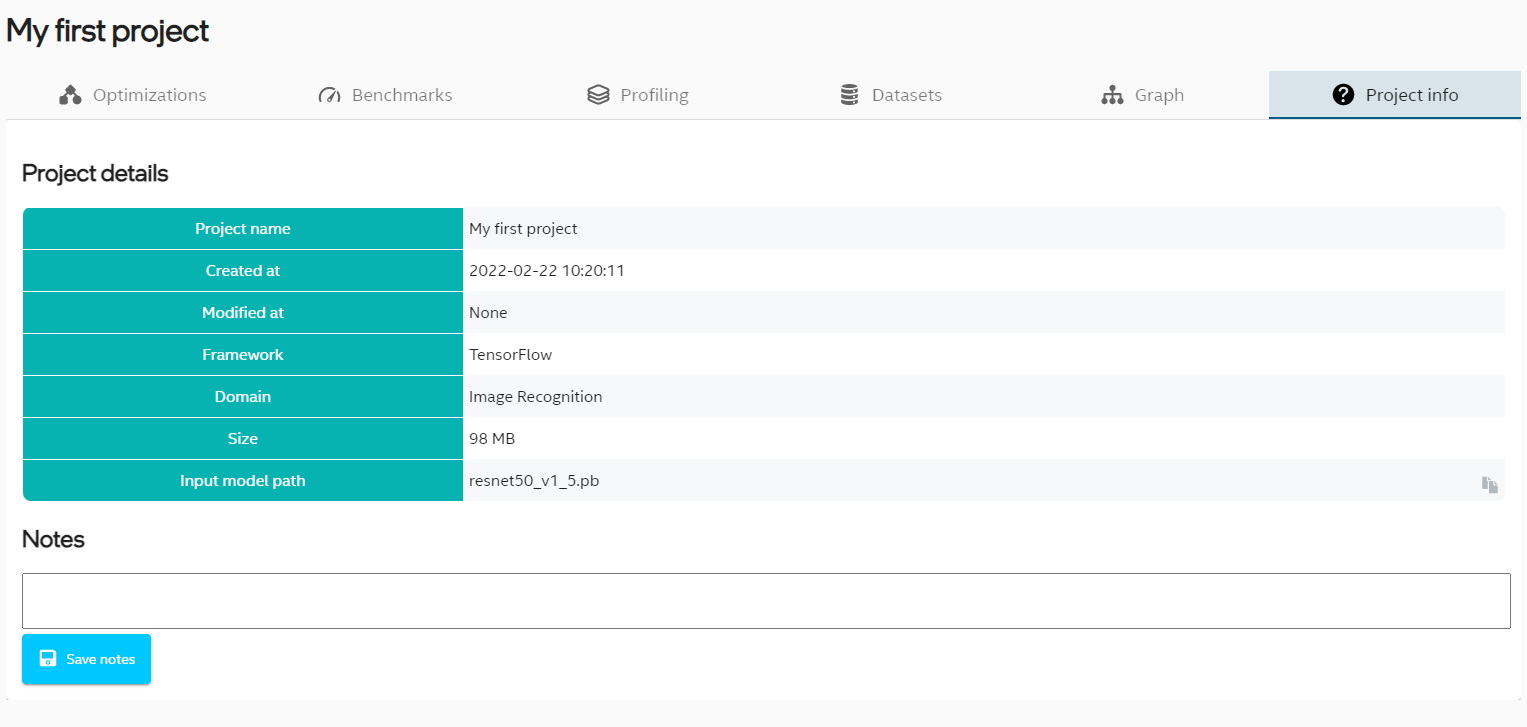 My first project
Optimizations Benchmarks Profiling Datasets Graph Project info
Project details
Project name My first project
Created at 2022-02-22 10:20:11
Modified at None
Framework TensorFlow
Domain Image Recognition
Size 98 MB
Input model path resnet50_v1_5.pb
Notes
Save notes